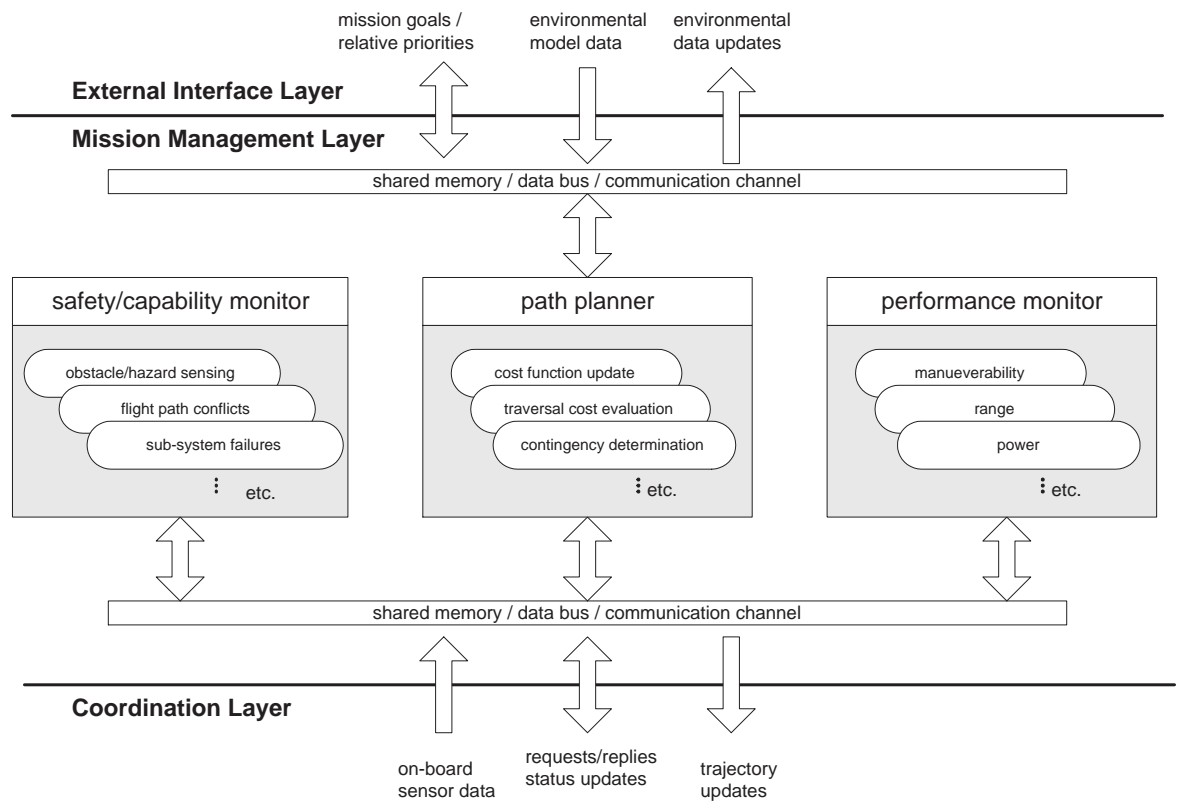 mission goals /
relative priorities
environmental
model data
environmental
data updates
External Interface Layer
Mission Management Layer
shared memory / data bus / communication channel
safety/capability monitor
obstacle/hazard sensing
flight path conflicts
sub-system failures
etc.
path planner
cost function update
traversal cost evaluation
contingency determination
etc.
performance monitor
manueverability
range
power
etc.
shared memory / data bus / communication channel
Coordination Layer
on-board
sensor data
requests/replies
status updates
trajectory
updates